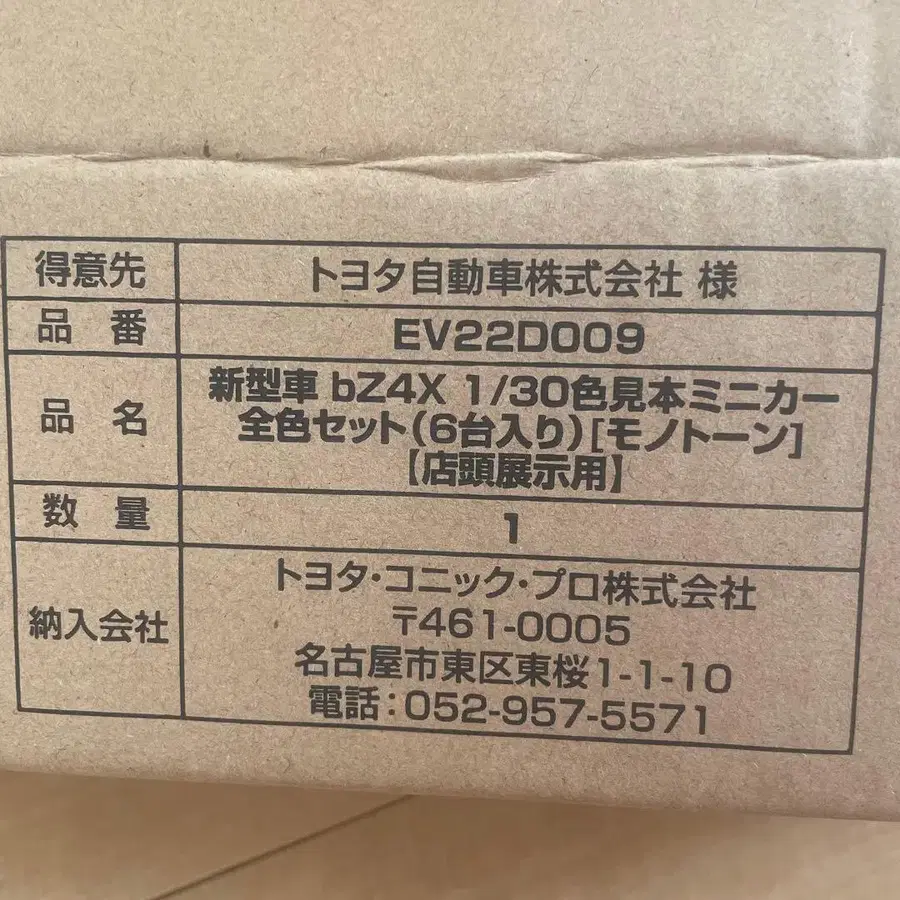 得意先 トヨタ自動車株式会社 様
品 番 EV22D009
品 名 新型車 bZ4X 1/30色見本ミニカー
全色セット(6台入り)[モノトーン]
【店頭展示用】
数 量 1
納入会社 トヨタ・コニック・プロ株式会社
〒461-0005
名古屋市東区東桜1-1-10
電話:052-957-5571